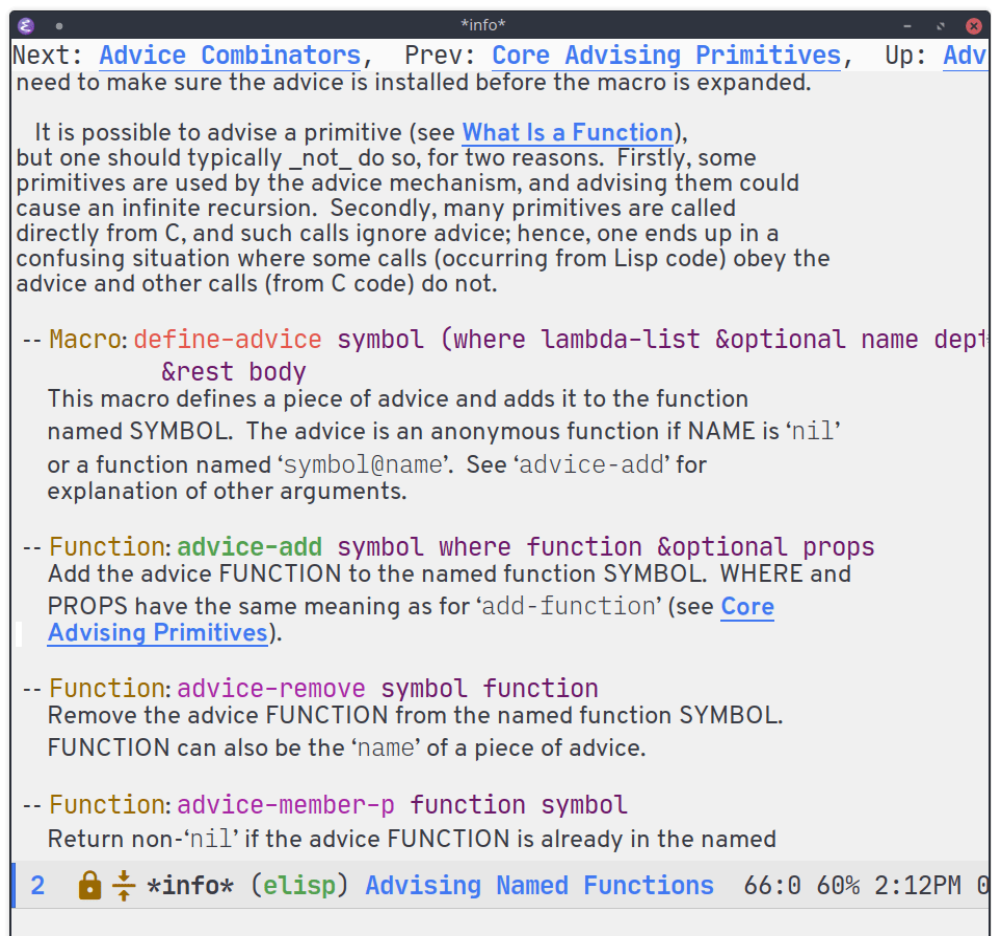 *info*
Next: Advice Combinators,  Prev: Core Advising Primitives,  Up: Adv
need to make sure the advice is installed before the macro is expanded.
It is possible to advise a primitive (see What Is a Function),
but one should typically _not_ do so, for two reasons.  Firstly, some
primitives are used by the advice mechanism, and advising them could
cause an infinite recursion.  Secondly, many primitives are called
directly from C, and such calls ignore advice; hence, one ends up in a
confusing situation where some calls (occurring from Lisp code) obey the
advice and other calls (from C code) do not.
-- Macro: define-advice symbol (where lambda-list &optional name dept
&rest body
This macro defines a piece of advice and adds it to the function
named SYMBOL.  The advice is an anonymous function if NAME is ‘nil’
or a function named ‘symbol@name’.  See ‘advice-add’ for
explanation of other arguments.
-- Function: advice-add symbol where function &optional props
Add the advice FUNCTION to the named function SYMBOL.  WHERE and
PROPS have the same meaning as for ‘add-function’ (see Core
Advising Primitives).
-- Function: advice-remove symbol function
Remove the advice FUNCTION from the named function SYMBOL.
FUNCTION can also be the ‘name’ of a piece of advice.
-- Function: advice-member-p function symbol
Return non-‘nil’ if the advice FUNCTION is already in the named
2 *info* (elisp) Advising Named Functions 66:0 60% 2:12PM 0